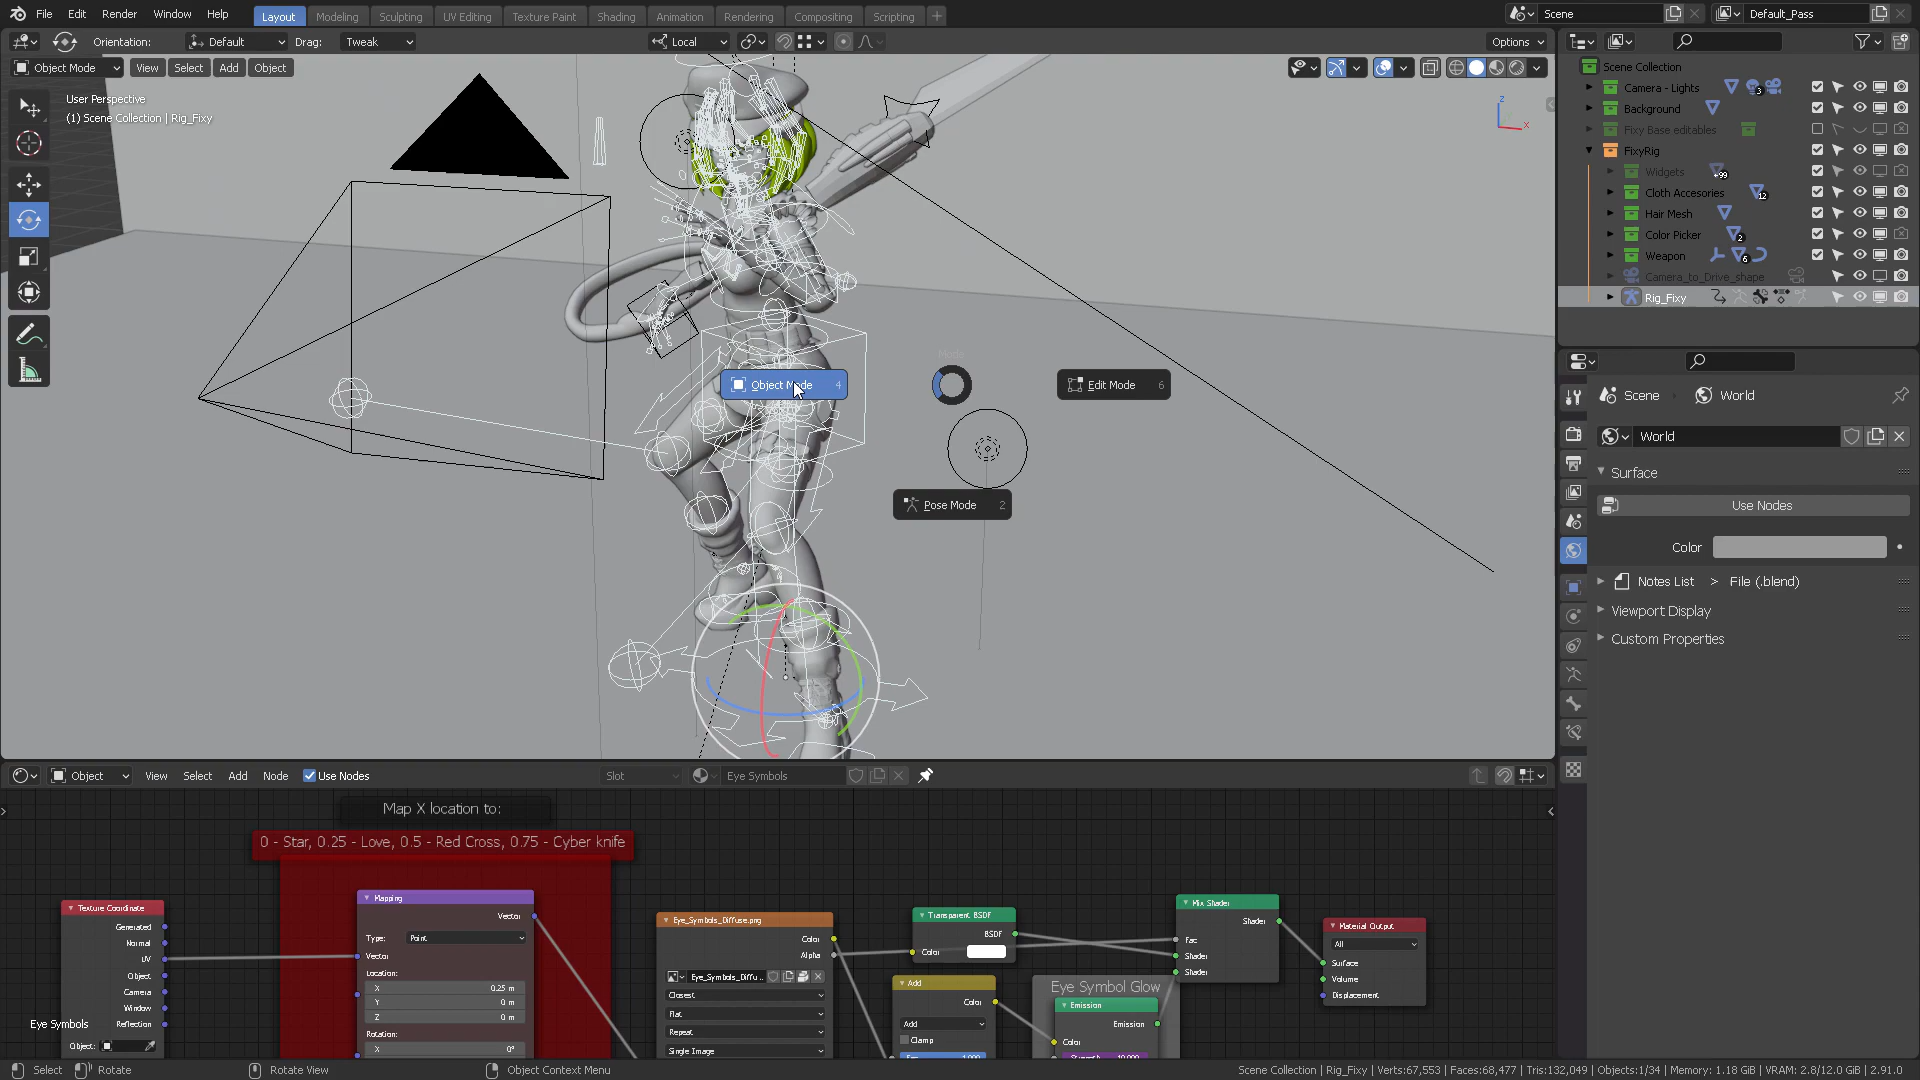 File Edit Render Window Help Layout Modeling Sculpting UV Editing Texture Paint Shading Animation Rendering Compositing Scripting Scene Default_Pass
Orientation: Default Drag: Tweak Local Options
Object Mode View Select Add Object
User Perspective
(1) Scene Collection | Rig_Fixy
Z
X
Mode
Object Mode 4
Edit Mode 6
Pose Mode 2
Scene Collection
Camera - Lights 3
Background
Fixy Base editables
FixyRig
Widgets +99
Cloth Accesories 12
Hair Mesh
Color Picker 2
Weapon 6
Camera_to_Drive_shape
Rig_Fixy
Scene World
World
Surface
Use Nodes
Color
Notes List > File (.blend)
Viewport Display
Custom Properties
Object View Select Add Node Use Nodes Slot Eye Symbols
Map X location to:
0 - Star, 0.25 - Love, 0.5 - Red Cross, 0.75 - Cyber knife
Texture Coordinate
Generated
Normal
UV
Object
Camera
Window
Reflection
Object:
Eye Symbols
Mapping
Vector
Type: Point
Vector
Location:
X 0.25 m
Y 0 m
Z 0 m
Rotation:
X 0°
Eye_Symbols_Diffuse.png
Color
Alpha
Eye_Symbols_Diffu..
Closest
Flat
Repeat
Single Image
Transparent BSDF
BSDF
Color
Add
Color
Add
Clamp
Eye Symbol Glow
Emission
Emission
Color
Mix Shader
Shader
Fac
Shader
Shader
Material Output
All
Surface
Volume
Displacement
Select Rotate Rotate View Object Context Menu Scene Collection | Rig_Fixy | Verts:67,553 | Faces:68,477 | Tris:132,049 | Objects:1/34 | Memory: 1.18 GiB | VRAM: 2.8/12.0 GiB | 2.91.0